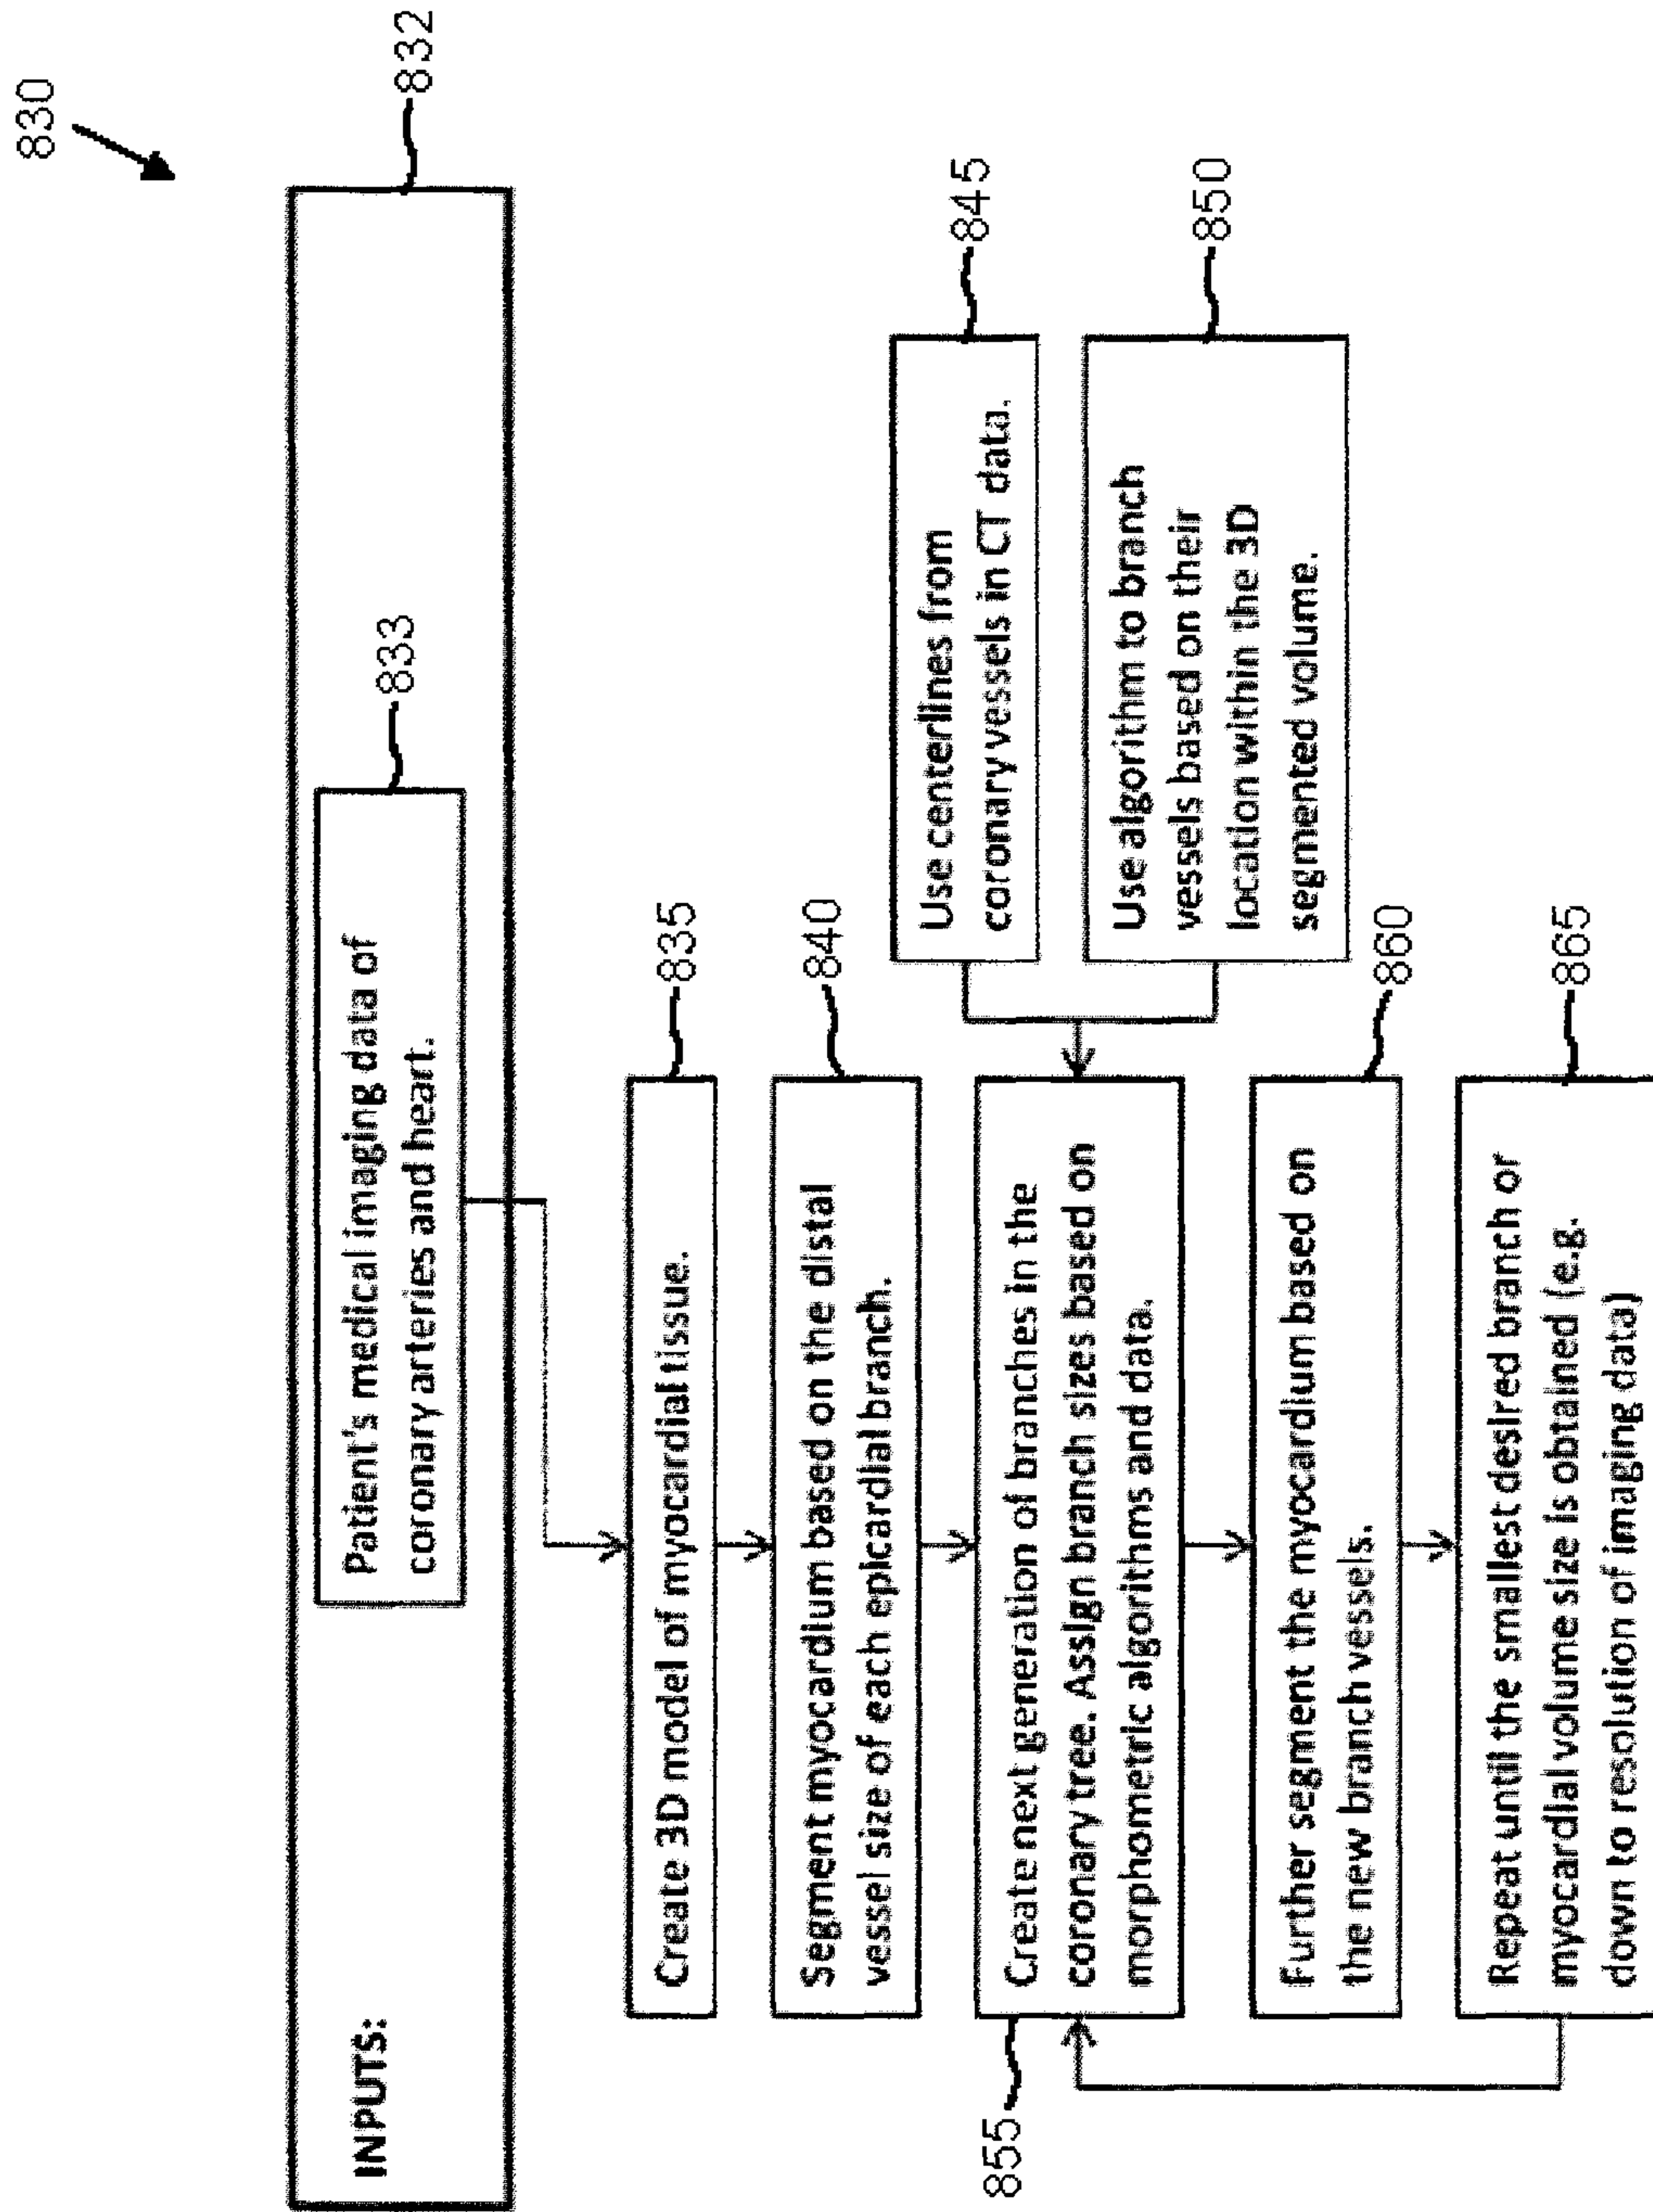 830
832
INPUTS:
833
Patient's medical imaging data of
coronary arteries and heart.
835
Create 3D model of myocardial tissue.
840
Segment myocardium based on the distal
vessel size of each epicardial branch.
845
Use centerlines from
coronary vessels in CT data.
850
Use algorithm to branch
vessels based on their
location within the 3D
segmented volume.
855
Create next generation of branches in the
coronary tree. Assign branch sizes based on
morphometric algorithms and data.
860
Further segment the myocardium based on
the new branch vessels.
865
Repeat until the smallest desired branch or
myocardial volume size is obtained (e.g.
down to resolution of imaging data)